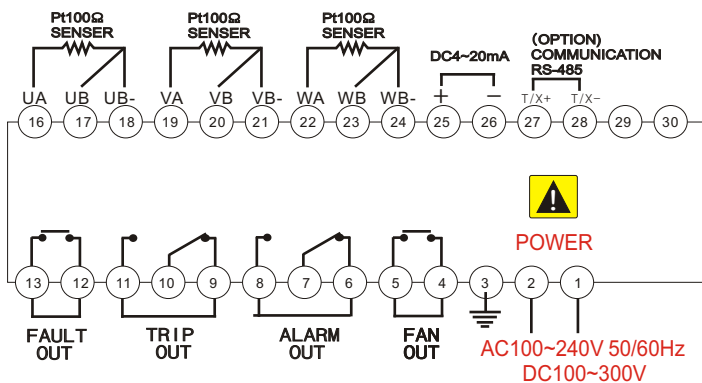 Pt100Ω
SENSER
Pt100Ω
SENSER
Pt100Ω
SENSER
DC4~20mA
(OPTION)
COMMUNICATION
RS-485
UA UB UB- VA VB VB- WA WB WB- + − T/X+ T/X−
16 17 18 19 20 21 22 23 24 25 26 27 28 29 30
POWER
13 12 11 10 9 8 7 6 5 4 3 2 1
FAULT
OUT
TRIP
OUT
ALARM
OUT
FAN
OUT
AC100~240V 50/60Hz
DC100~300V